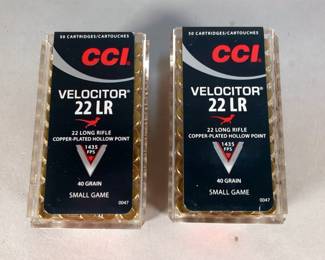 50 CARTRIDGES/CARTOUCHES
CCI
VELOCITOR®
22 LR
22 LONG RIFLE
COPPER-PLATED HOLLOW POINT
1435
FPS
40 GRAIN
SMALL GAME
0047
50 CARTRIDGES/CARTOUCHES
CCI
VELOCITOR®
22 LR
22 LONG RIFLE
COPPER-PLATED HOLLOW POINT
1435
FPS
40 GRAIN
SMALL GAME
0047